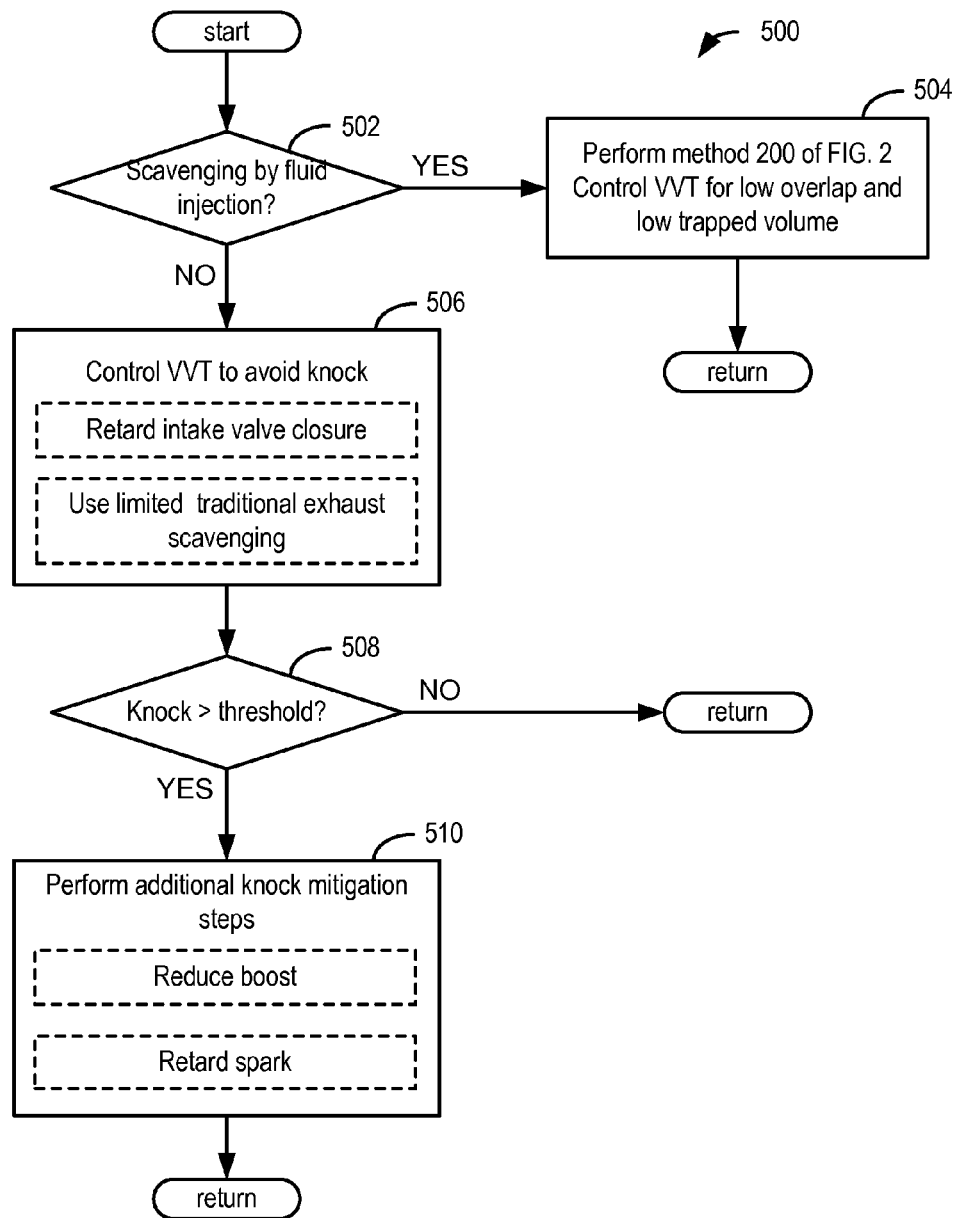 start
500
502
Scavenging by fluid
injection?
YES
504
Perform method 200 of FIG. 2
Control VVT for low overlap and
low trapped volume
return
NO
506
Control VVT to avoid knock
Retard intake valve closure
Use limited traditional exhaust
scavenging
508
Knock > threshold?
NO
return
YES
510
Perform additional knock mitigation
steps
Reduce boost
Retard spark
return